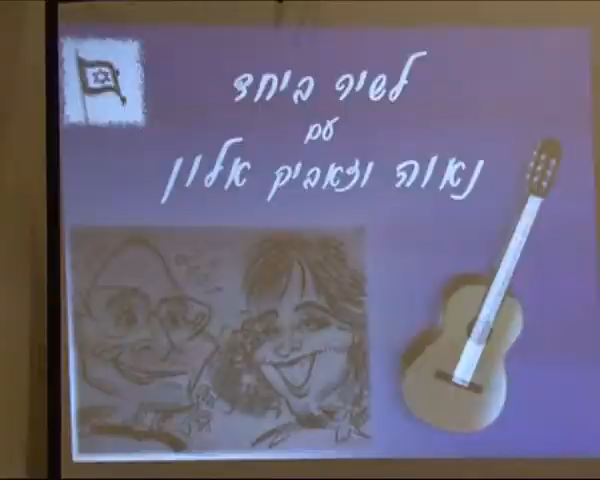 לשיר ביחד
עם
נאוה וזאביק אלון